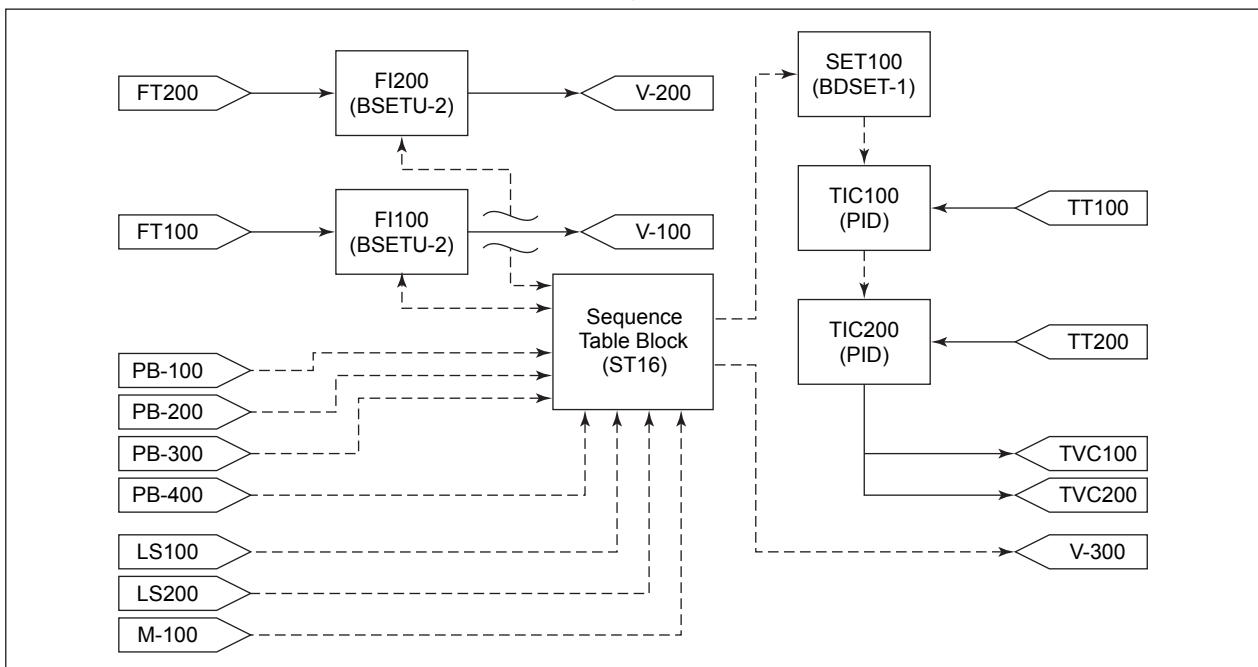 FT200
FI200
(BSETU-2)
V-200
SET100
(BDSET-1)
FT100
FI100
(BSETU-2)
V-100
TIC100
(PID)
TT100
Sequence
Table Block
(ST16)
TIC200
(PID)
TT200
PB-100
PB-200
PB-300
PB-400
TVC100
TVC200
LS100
LS200
M-100
V-300